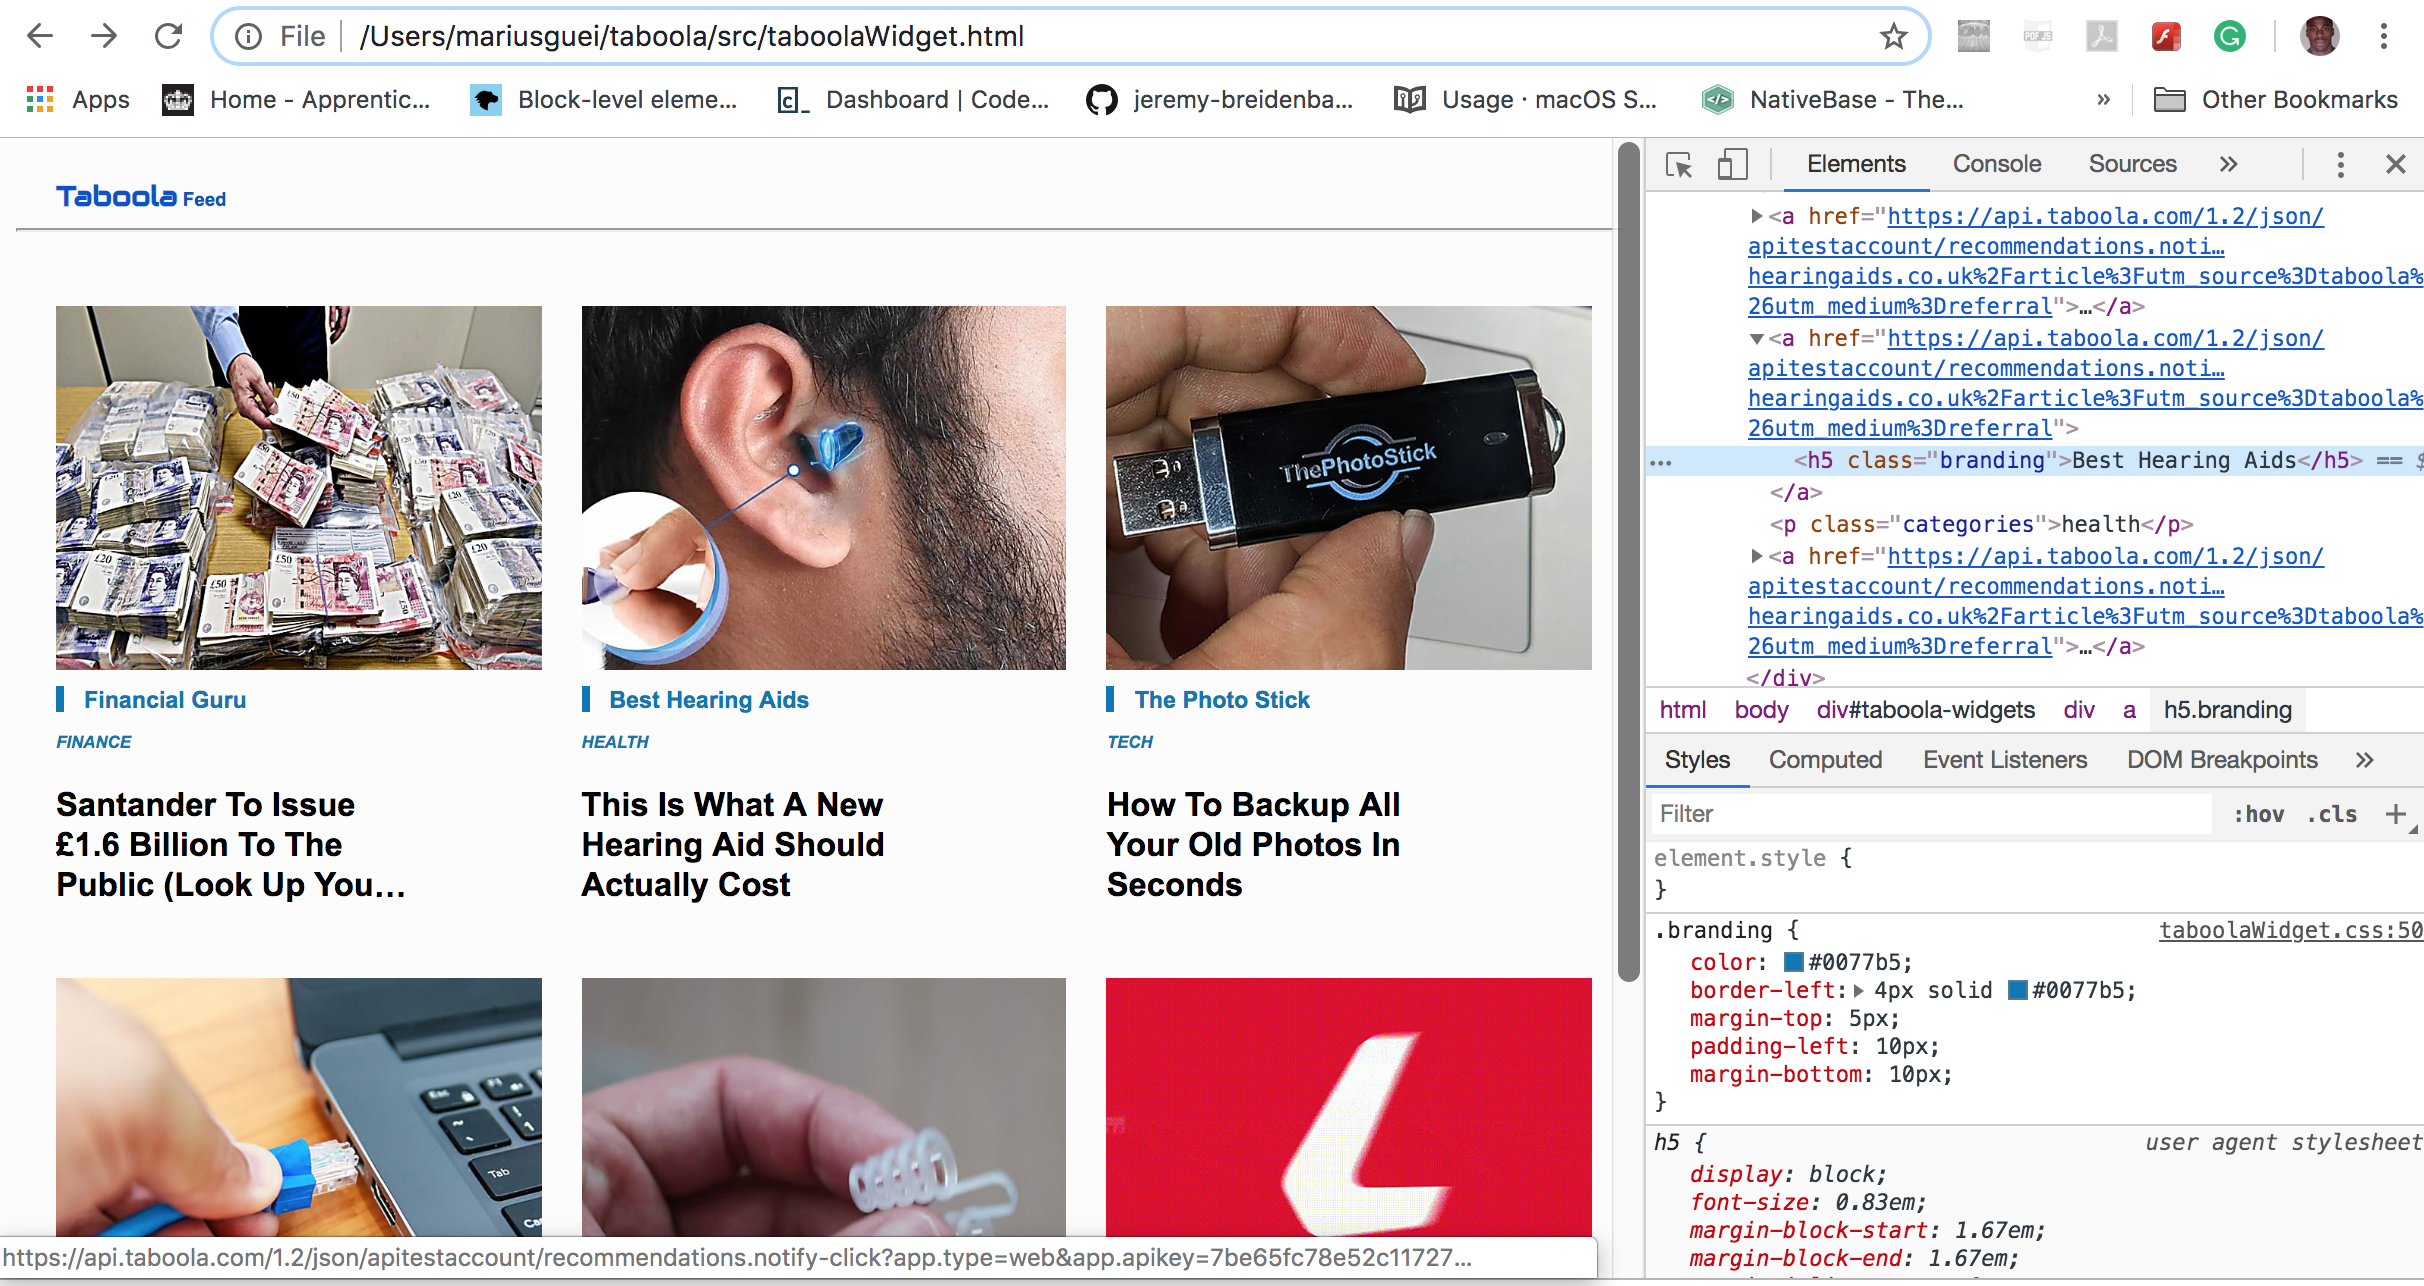 File /Users/mariusguei/taboola/src/taboolaWidget.html
Apps Home - Apprentic... Block-level eleme... Dashboard | Code... jeremy-breidenba... Usage · macOS S... NativeBase - The... » Other Bookmarks
Taboola Feed
ThePhotoStick
Financial Guru
FINANCE
Santander To Issue
£1.6 Billion To The
Public (Look Up You...
Best Hearing Aids
HEALTH
This Is What A New
Hearing Aid Should
Actually Cost
The Photo Stick
TECH
How To Backup All
Your Old Photos In
Seconds
Esc
Tab
https://api.taboola.com/1.2/json/apitestaccount/recommendations.notify-click?app.type=web&app.apikey=7be65fc78e52c11727...
Elements Console Sources »
<a href="https://api.taboola.com/1.2/json/
apitestaccount/recommendations.noti…
hearingaids.co.uk%2Farticle%3Futm_source%3Dtaboola%
26utm_medium%3Dreferral">…</a>
<a href="https://api.taboola.com/1.2/json/
apitestaccount/recommendations.noti…
hearingaids.co.uk%2Farticle%3Futm_source%3Dtaboola%
26utm_medium%3Dreferral">
<h5 class="branding">Best Hearing Aids</h5> == $
</a>
<p class="categories">health</p>
<a href="https://api.taboola.com/1.2/json/
apitestaccount/recommendations.noti…
hearingaids.co.uk%2Farticle%3Futm_source%3Dtaboola%
26utm_medium%3Dreferral">…</a>
</div>
html body div#taboola-widgets div a h5.branding
Styles Computed Event Listeners DOM Breakpoints »
Filter :hov .cls +
element.style {
}
.branding { taboolaWidget.css:50
color: #0077b5;
border-left: 4px solid #0077b5;
margin-top: 5px;
padding-left: 10px;
margin-bottom: 10px;
}
h5 { user agent stylesheet
display: block;
font-size: 0.83em;
margin-block-start: 1.67em;
margin-block-end: 1.67em;